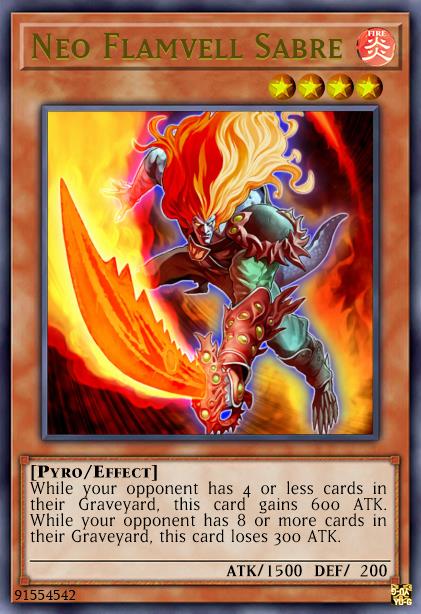 NEO FLAMVELL SABRE
FIRE
炎
[PYRO/EFFECT]
While your opponent has 4 or less cards in
their Graveyard, this card gains 600 ATK.
While your opponent has 8 or more cards in
their Graveyard, this card loses 300 ATK.
ATK/1500 DEF/ 200
91554542